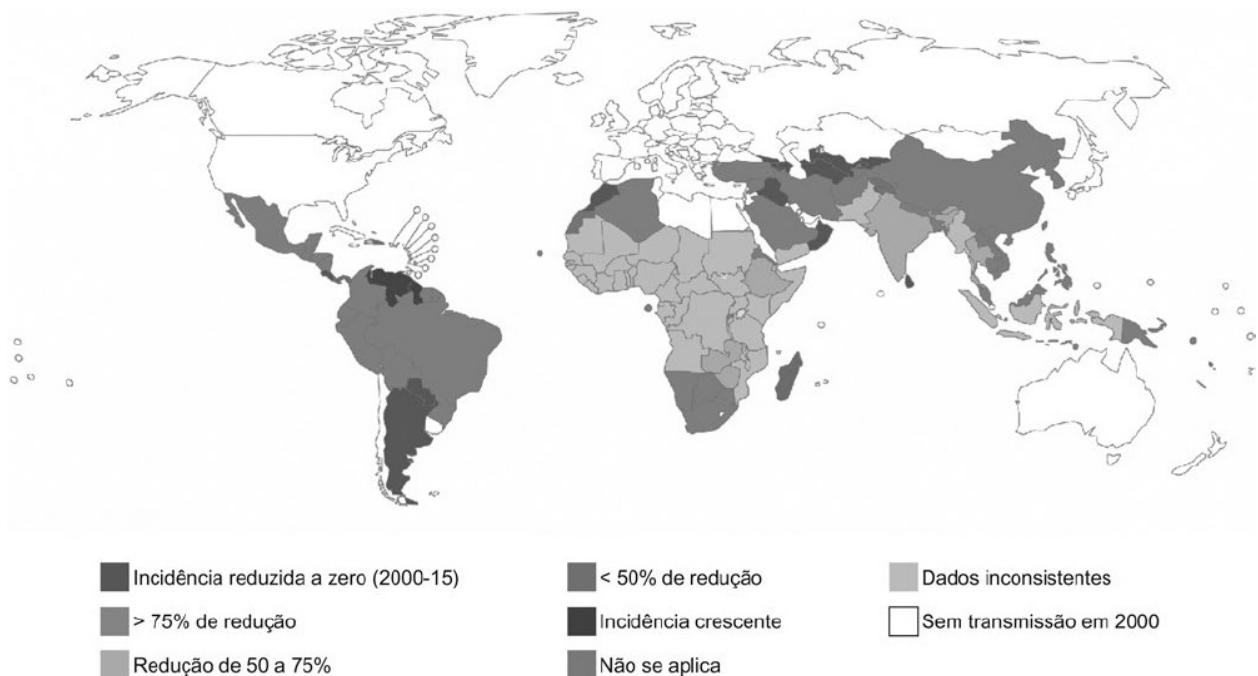 Incidência reduzida a zero (2000-15)
> 75% de redução
Redução de 50 a 75%
< 50% de redução
Incidência crescente
Não se aplica
Dados inconsistentes
Sem transmissão em 2000